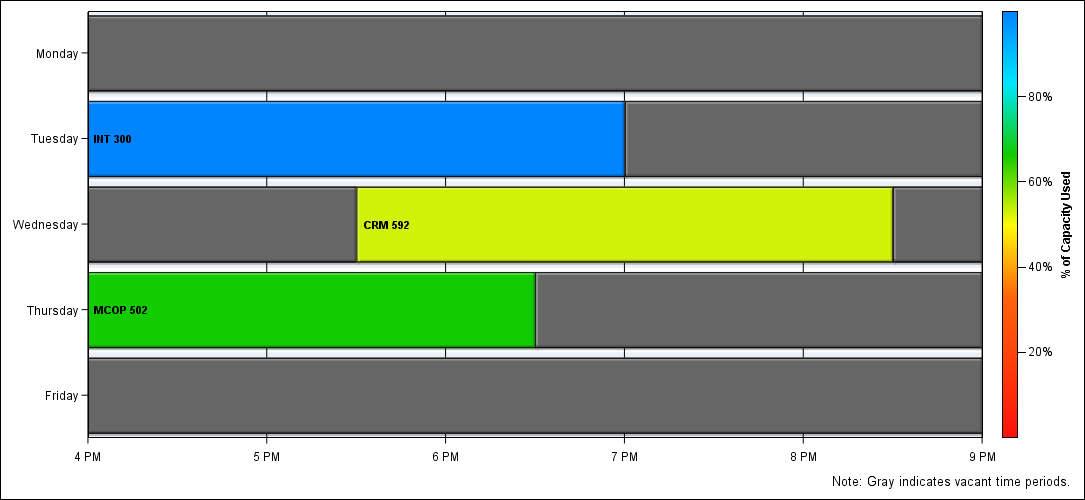 Monday
Tuesday
INT 300
Wednesday
CRM 592
Thursday
MCOP 502
Friday
4 PM
5 PM
6 PM
7 PM
8 PM
9 PM
80%
60%
40%
20%
% of Capacity Used
Note: Gray indicates vacant time periods.